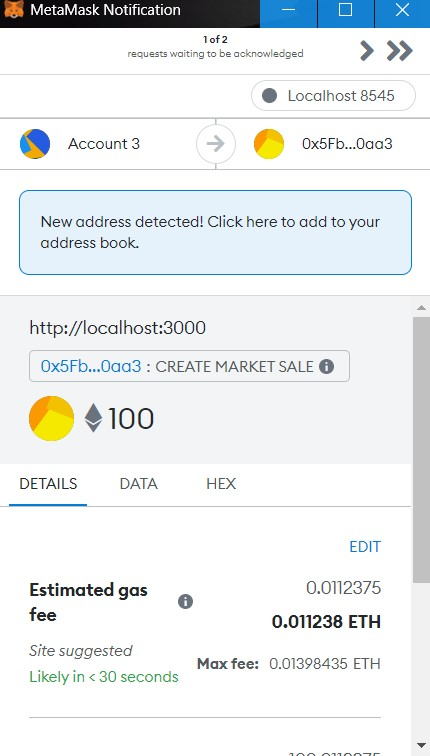 MetaMask Notification
1 of 2
requests waiting to be acknowledged
Localhost 8545
Account 3
0x5Fb...0aa3
New address detected! Click here to add to your
address book.
http://localhost:3000
0x5Fb...0aa3 : CREATE MARKET SALE
100
DETAILS DATA HEX
EDIT
Estimated gas
fee
0.0112375
0.011238 ETH
Site suggested
Likely in < 30 seconds
Max fee: 0.01398435 ETH